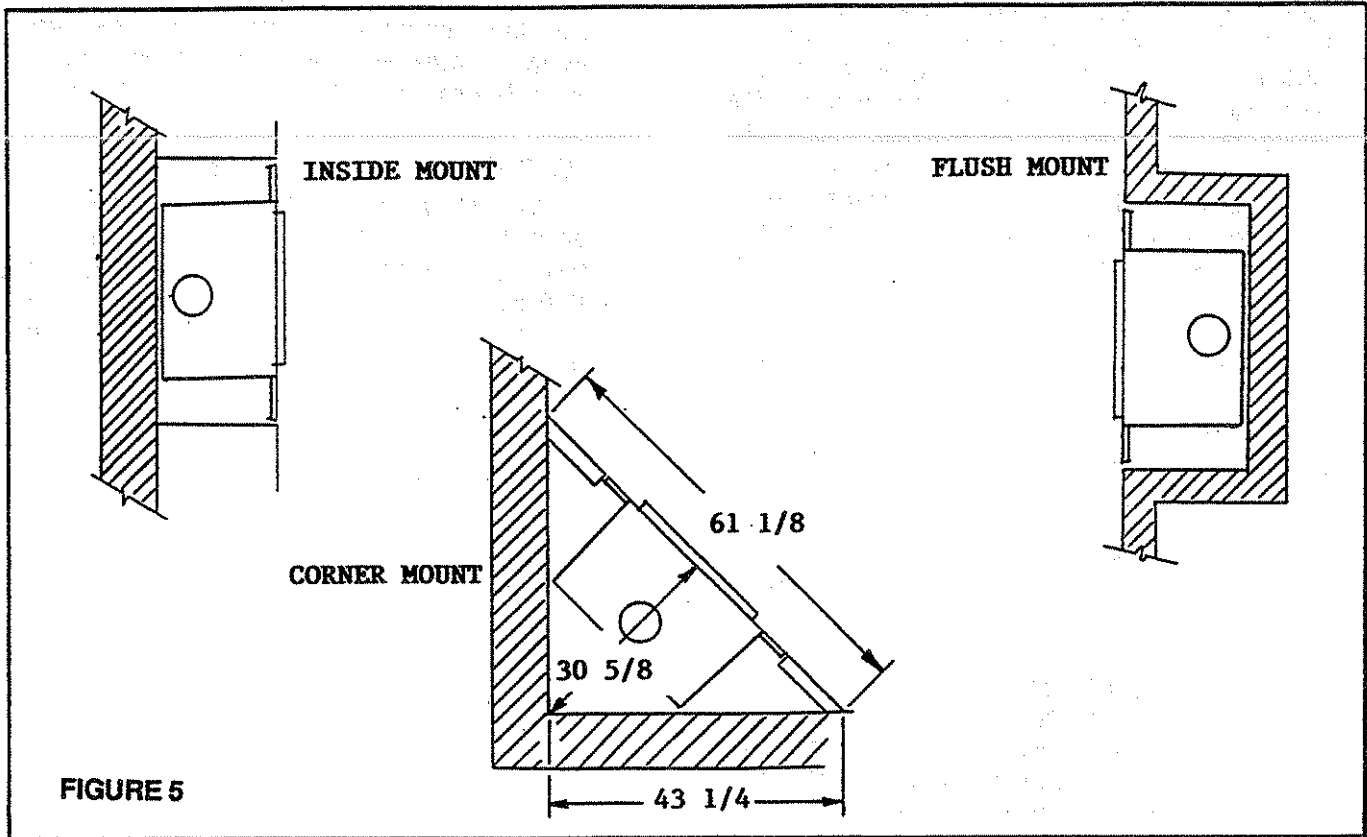 INSIDE MOUNT
FLUSH MOUNT
61 1/8
CORNER MOUNT
30 5/8
43 1/4
FIGURE 5